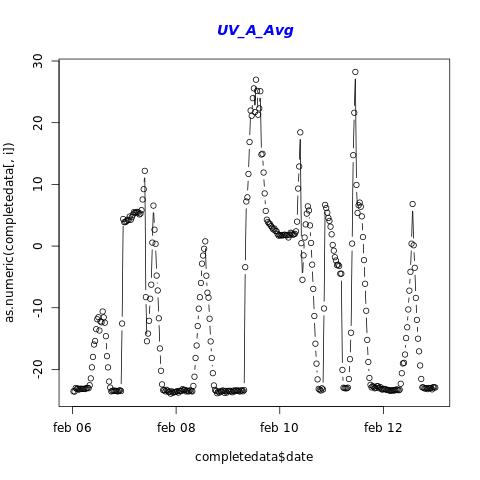 UV_A_Avg
as.numeric(completedata[, i])
30
20
10
0
-10
-20
feb 06
feb 08
feb 10
feb 12
completedata$date